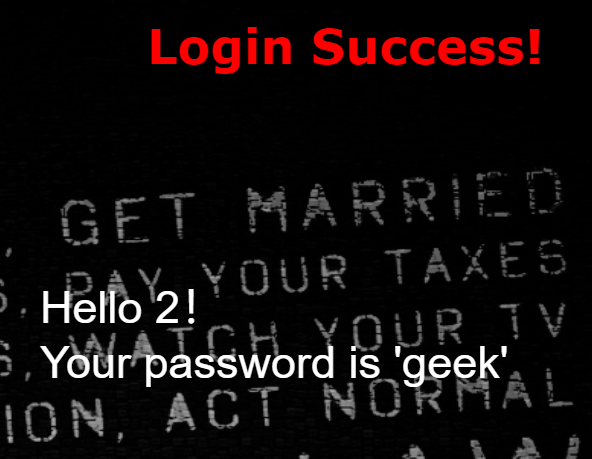 Login Success!
GET MARRIED
PAY YOUR TAXES
Hello 2！
WATCH YOUR TV
Your password is 'geek'
ION, ACT NORMAL